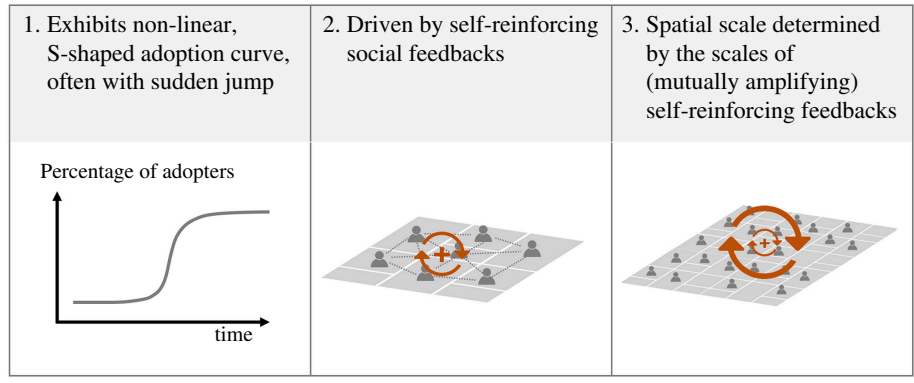 1. Exhibits non-linear,
S-shaped adoption curve,
often with sudden jump
2. Driven by self-reinforcing
social feedbacks
3. Spatial scale determined
by the scales of
(mutually amplifying)
self-reinforcing feedbacks
Percentage of adopters
time
+
+